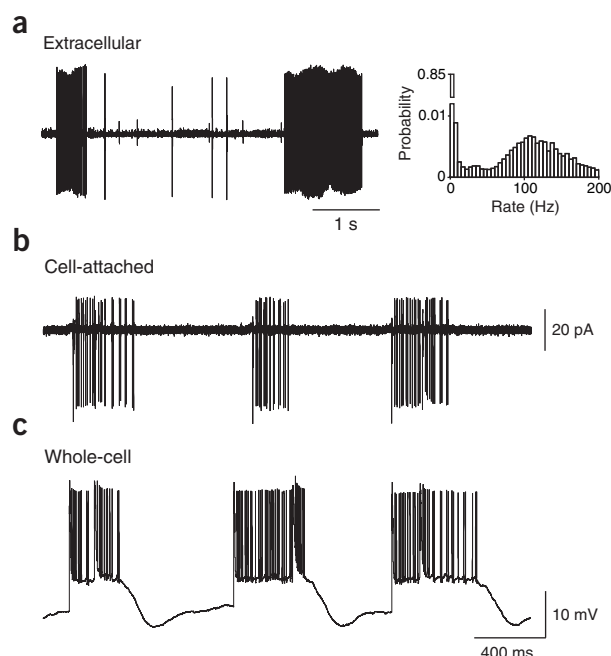 a
Extracellular
1 s
Probability
0.85
0.01
0
0
100
200
Rate (Hz)
b
Cell-attached
20 pA
c
Whole-cell
10 mV
400 ms